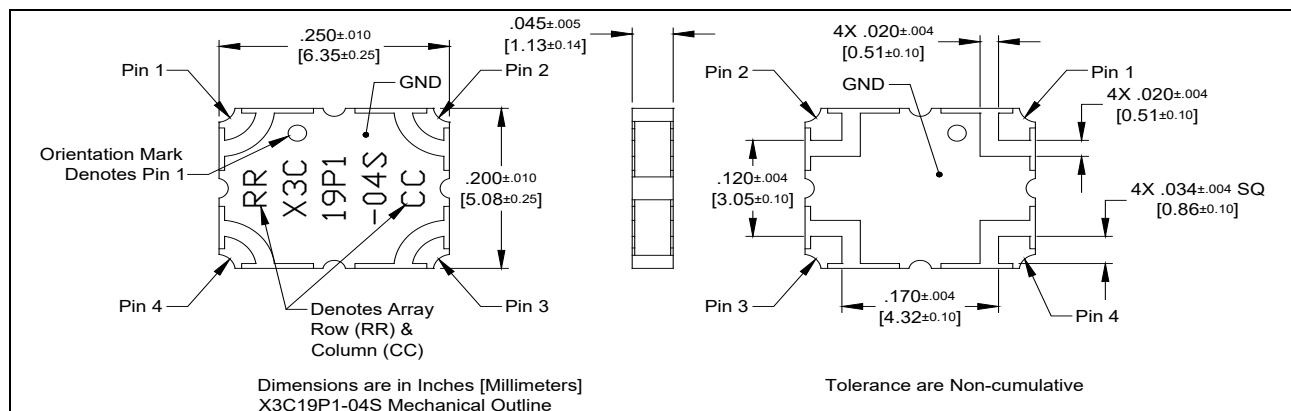 .250±.010
[6.35±0.25]
.045±.005
[1.13±0.14]
4X .020±.004
[0.51±0.10]
Pin 1
GND
Pin 2
Pin 2
GND
Pin 1
4X .020±.004
[0.51±0.10]
Orientation Mark
Denotes Pin 1
RR
X3C
19P1
-04S
CC
.200±.010
[5.08±0.25]
.120±.004
[3.05±0.10]
4X .034±.004 SQ
[0.86±0.10]
Pin 4
Denotes Array
Row (RR) &
Column (CC)
Pin 3
Pin 3
.170±.004
[4.32±0.10]
Pin 4
Dimensions are in Inches [Millimeters]
X3C19P1-04S Mechanical Outline
Tolerance are Non-cumulative